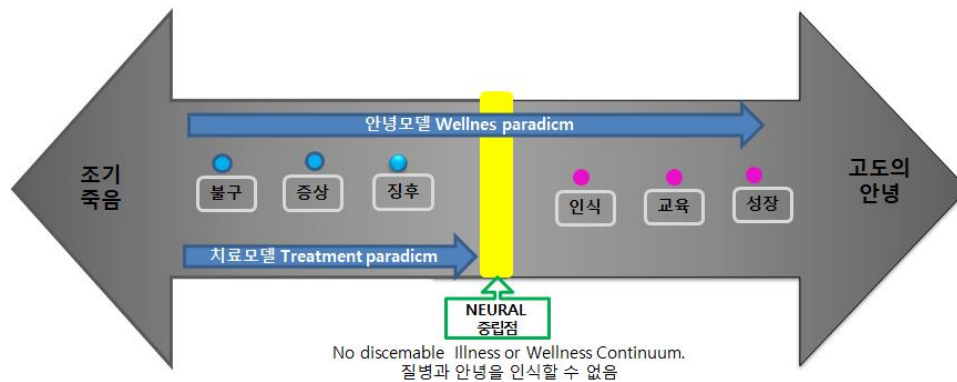 안녕모델 Wellnes paradicm
조기
죽음
불구
증상
징후
인식
교육
성장
고도의
안녕
치료모델 Treatment paradicm
NEURAL
중립점
No discemable Illness or Wellness Continuum.
질병과 안녕을 인식할 수 없음